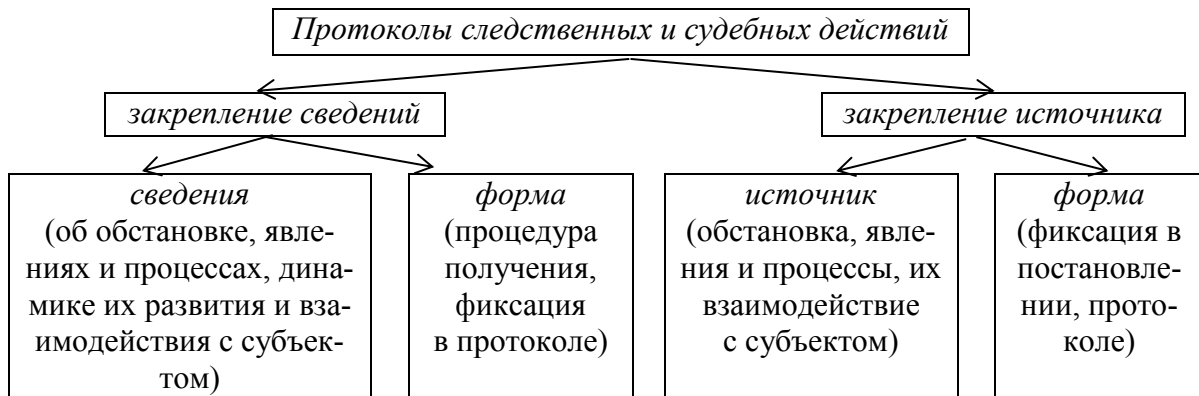 Протоколы следственных и судебных действий
закрепление сведений
закрепление источника
сведения
(об обстановке, явле-
ниях и процессах, дина-
мике их развития и вза-
имодействия с субъек-
том)
форма
(процедура
получения,
фиксация
в протоколе)
источник
(обстановка, явле-
ния и процессы, их
взаимодействие
с субъектом)
форма
(фиксация в
постановле-
нии, прото-
коле)